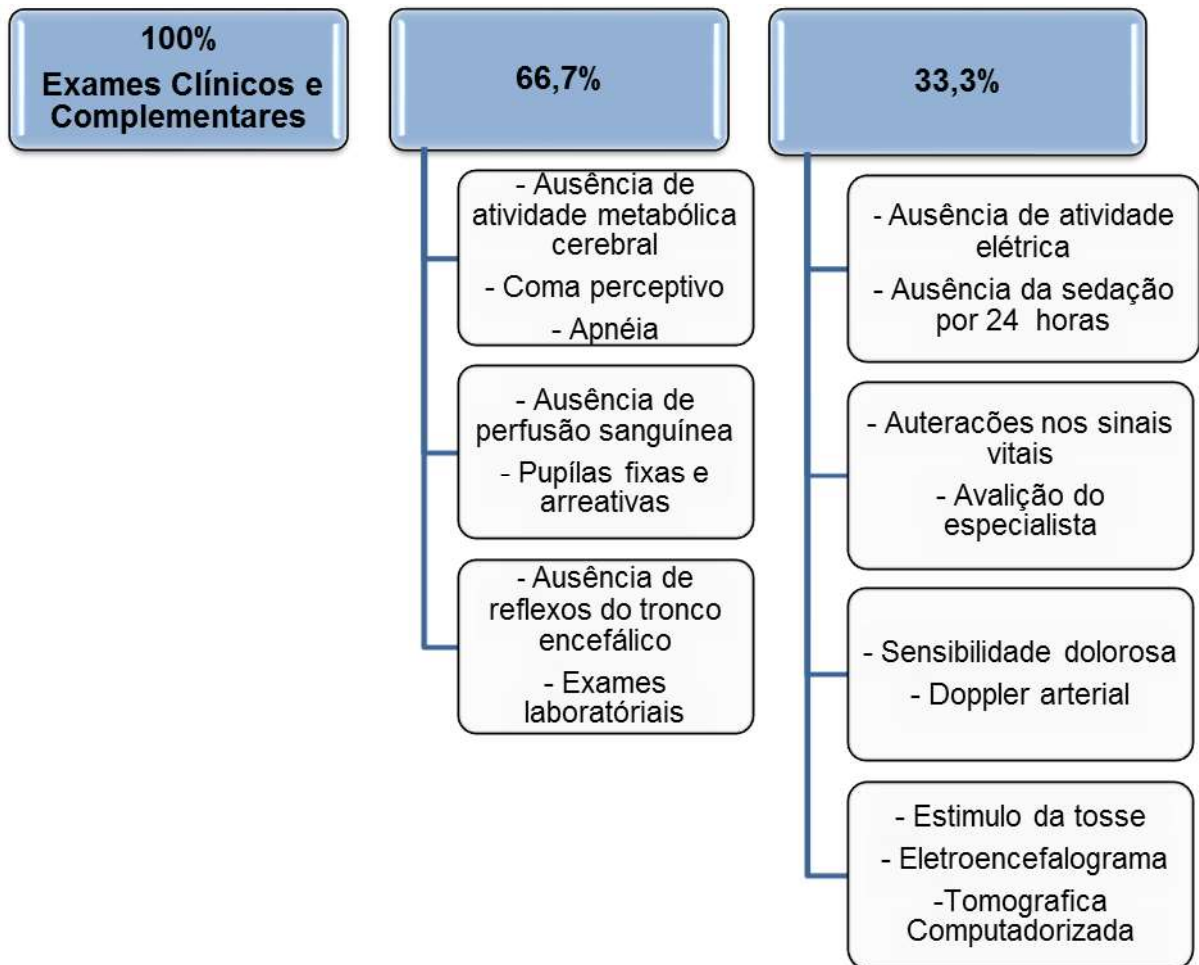 100%
Exames Clínicos e
Complementares
66,7%
- Ausência de
atividade metabólica
cerebral
- Coma perceptivo
- Apnéia
- Ausência de
perfusão sanguínea
- Pupílas fixas e
arreativas
- Ausência de
reflexos do tronco
encefálico
- Exames
laboratóriais
33,3%
- Ausência de atividade
elétrica
- Ausência da sedação
por 24 horas
- Auteracões nos sinais
vitais
- Avalição do
especialista
- Sensibilidade dolorosa
- Doppler arterial
- Estimulo da tosse
- Eletroencefalograma
-Tomografica
Computadorizada